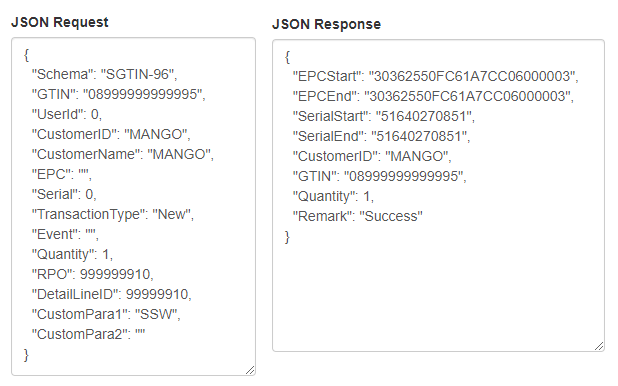 JSON Request
{
"Schema": "SGTIN-96",
"GTIN": "08999999999995",
"UserId": 0,
"CustomerID": "MANGO",
"CustomerName": "MANGO",
"EPC": "",
"Serial": 0,
"TransactionType": "New",
"Event": "",
"Quantity": 1,
"RPO": 999999910,
"DetailLineID": 99999910,
"CustomPara1": "SSW",
"CustomPara2": ""
}
JSON Response
{
"EPCStart": "30362550FC61A7CC06000003",
"EPCEnd": "30362550FC61A7CC06000003",
"SerialStart": "51640270851",
"SerialEnd": "51640270851",
"CustomerID": "MANGO",
"GTIN": "08999999999995",
"Quantity": 1,
"Remark": "Success"
}